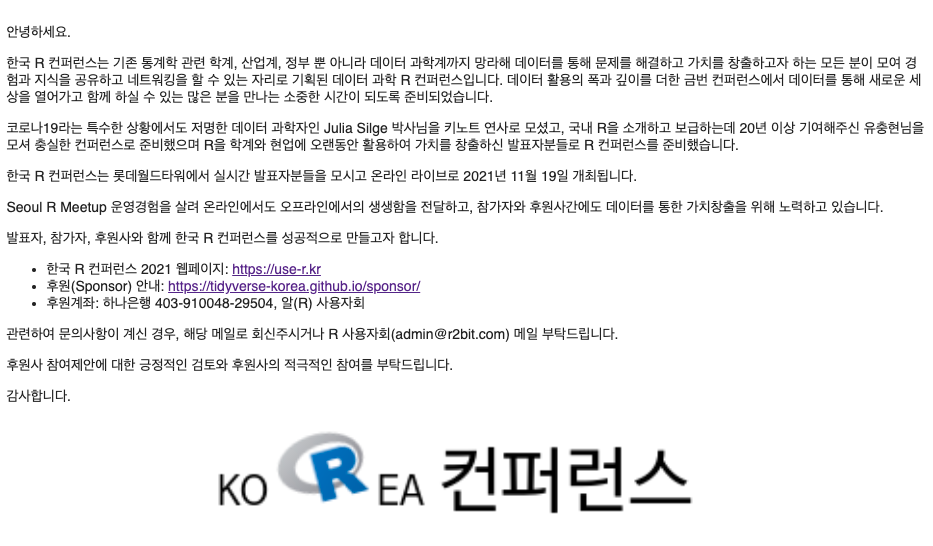 안녕하세요.
한국 R 컨퍼런스는 기존 통계학 관련 학계, 산업계, 정부 뿐 아니라 데이터 과학계까지 망라해 데이터를 통해 문제를 해결하고 가치를 창출하고자 하는 모든 분이 모여 경
험과 지식을 공유하고 네트워킹을 할 수 있는 자리로 기획된 데이터 과학 R 컨퍼런스입니다. 데이터 활용의 폭과 깊이를 더한 금번 컨퍼런스에서 데이터를 통해 새로운 세
상을 열어가고 함께 하실 수 있는 많은 분을 만나는 소중한 시간이 되도록 준비되었습니다.
코로나19라는 특수한 상황에서도 저명한 데이터 과학자인 Julia Silge 박사님을 키노트 연사로 모셨고, 국내 R을 소개하고 보급하는데 20년 이상 기여해주신 유충현님을
모셔 충실한 컨퍼런스로 준비했으며 R을 학계와 현업에 오랜동안 활용하여 가치를 창출하신 발표자분들로 R 컨퍼런스를 준비했습니다.
한국 R 컨퍼런스는 롯데월드타워에서 실시간 발표자분들을 모시고 온라인 라이브로 2021년 11월 19일 개최됩니다.
Seoul R Meetup 운영경험을 살려 온라인에서도 오프라인에서의 생생함을 전달하고, 참가자와 후원사간에도 데이터를 통한 가치창출을 위해 노력하고 있습니다.
발표자, 참가자, 후원사와 함께 한국 R 컨퍼런스를 성공적으로 만들고자 합니다.
• 한국 R 컨퍼런스 2021 웹페이지: https://use-r.kr
• 후원(Sponsor) 안내: https://tidyverse-korea.github.io/sponsor/
• 후원계좌: 하나은행 403-910048-29504, 알(R) 사용자회
관련하여 문의사항이 계신 경우, 해당 메일로 회신주시거나 R 사용자회(admin@r2bit.com) 메일 부탁드립니다.
후원사 참여제안에 대한 긍정적인 검토와 후원사의 적극적인 참여를 부탁드립니다.
감사합니다.
KO R EA 컨퍼런스